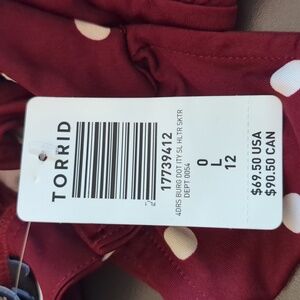 TORRID
17739412
4DRS BURG DOT ITY SL HLTR SKTR
DEPT 0054
0
L
12
$69.50 USA
$90.50 CAN